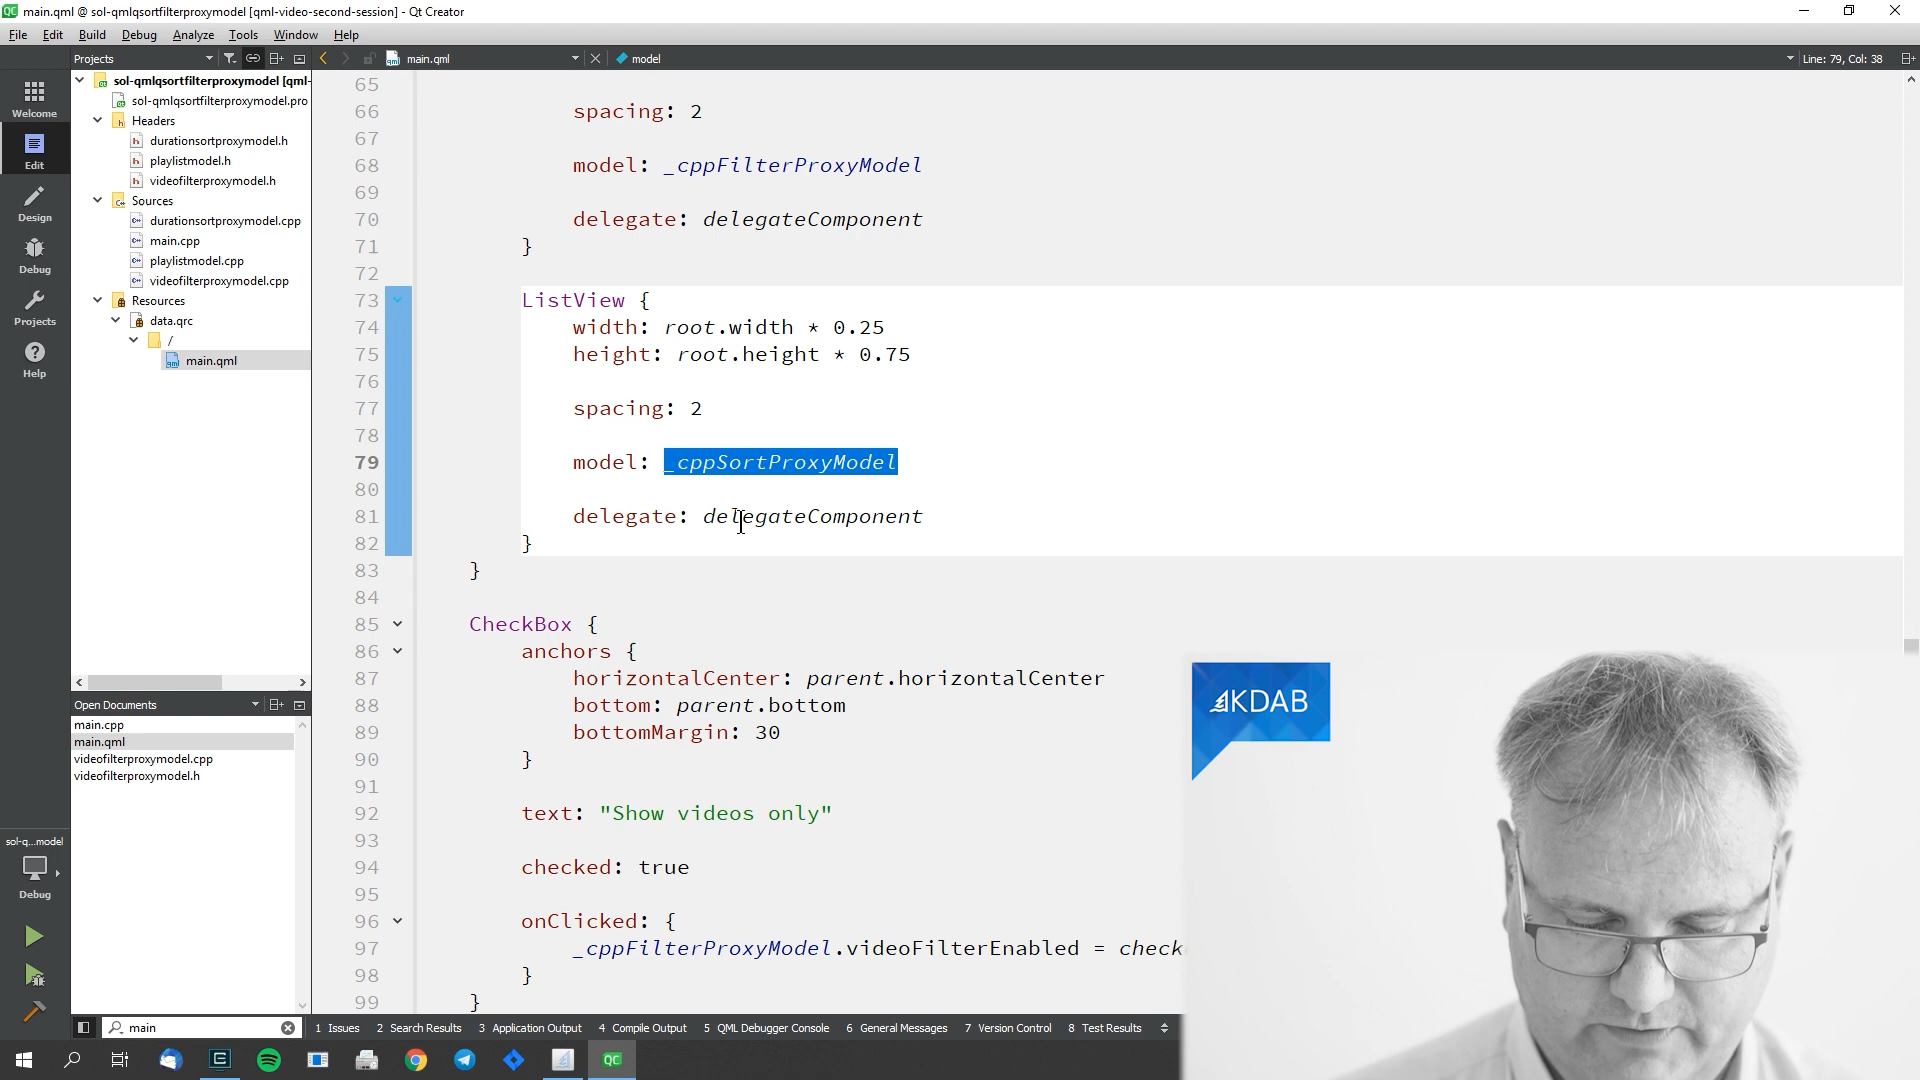 main.qml @ sol-qmlqsortfilterproxymodel [qml-video-second-session] - Qt Creator
File Edit Build Debug Analyze Tools Window Help
Projects main.qml model Line: 79, Col: 38
Welcome
Edit
Design
Debug
Projects
Help
sol-qmlqsortfilterproxymodel [qml-
sol-qmlqsortfilterproxymodel.pro
Headers
durationsortproxymodel.h
playlistmodel.h
videofilterproxymodel.h
Sources
durationsortproxymodel.cpp
main.cpp
playlistmodel.cpp
videofilterproxymodel.cpp
Resources
data.qrc
/
main.qml
Open Documents
main.cpp
main.qml
videofilterproxymodel.cpp
videofilterproxymodel.h
sol-q...model
Debug
65
66 spacing: 2
67
68 model: _cppFilterProxyModel
69
70 delegate: delegateComponent
71 }
72
73 ListView {
74 width: root.width * 0.25
75 height: root.height * 0.75
76
77 spacing: 2
78
79 model: _cppSortProxyModel
80
81 delegate: delegateComponent
82 }
83 }
84
85 CheckBox {
86 anchors {
87 horizontalCenter: parent.horizontalCenter
88 bottom: parent.bottom
89 bottomMargin: 30
90 }
91
92 text: "Show videos only"
93
94 checked: true
95
96 onClicked: {
97 _cppFilterProxyModel.videoFilterEnabled = check
98 }
99 }
KDAB
main 1 Issues 2 Search Results 3 Application Output 4 Compile Output 5 QML Debugger Console 6 General Messages 7 Version Control 8 Test Results